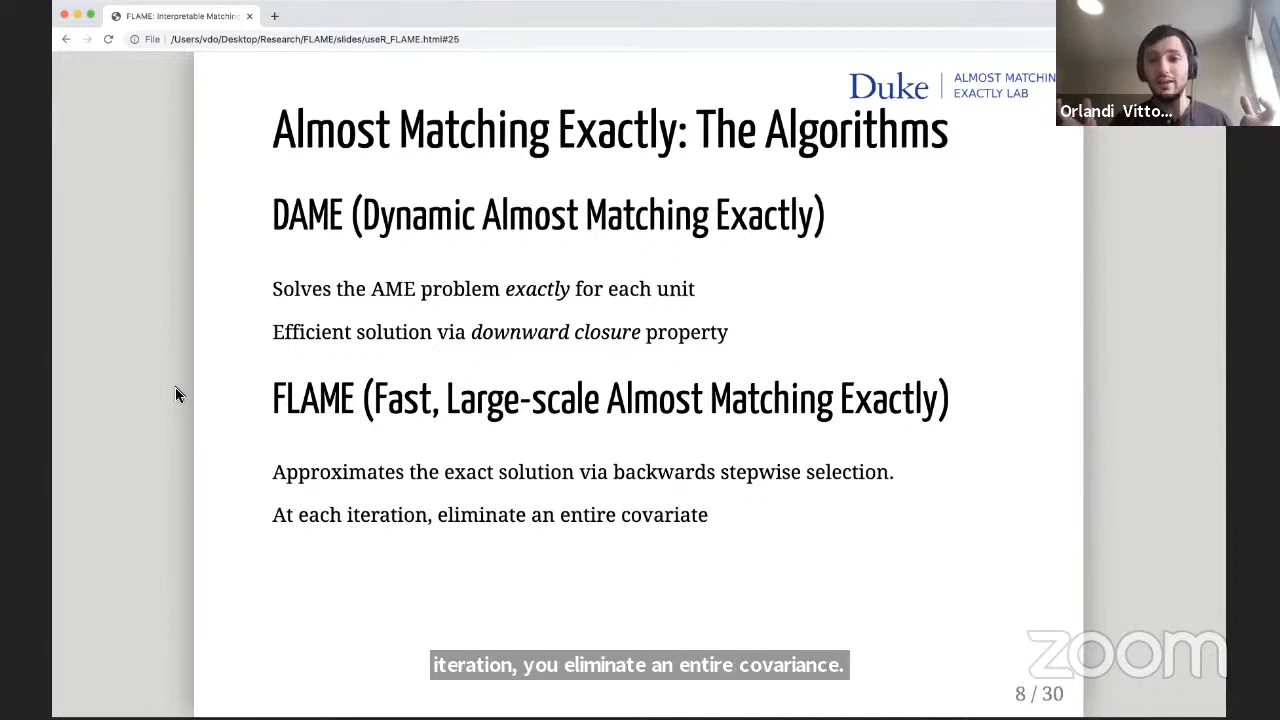 FLAME: Interpretable Matching
File /Users/vdo/Desktop/Research/FLAME/slides/useR_FLAME.html#25
Duke
ALMOST MATCHIN
EXACTLY LAB
Orlandi Vitto...
Almost Matching Exactly: The Algorithms
DAME (Dynamic Almost Matching Exactly)
Solves the AME problem exactly for each unit
Efficient solution via downward closure property
FLAME (Fast, Large-scale Almost Matching Exactly)
Approximates the exact solution via backwards stepwise selection.
At each iteration, eliminate an entire covariate
iteration, you eliminate an entire covariance.
zoom
8 / 30